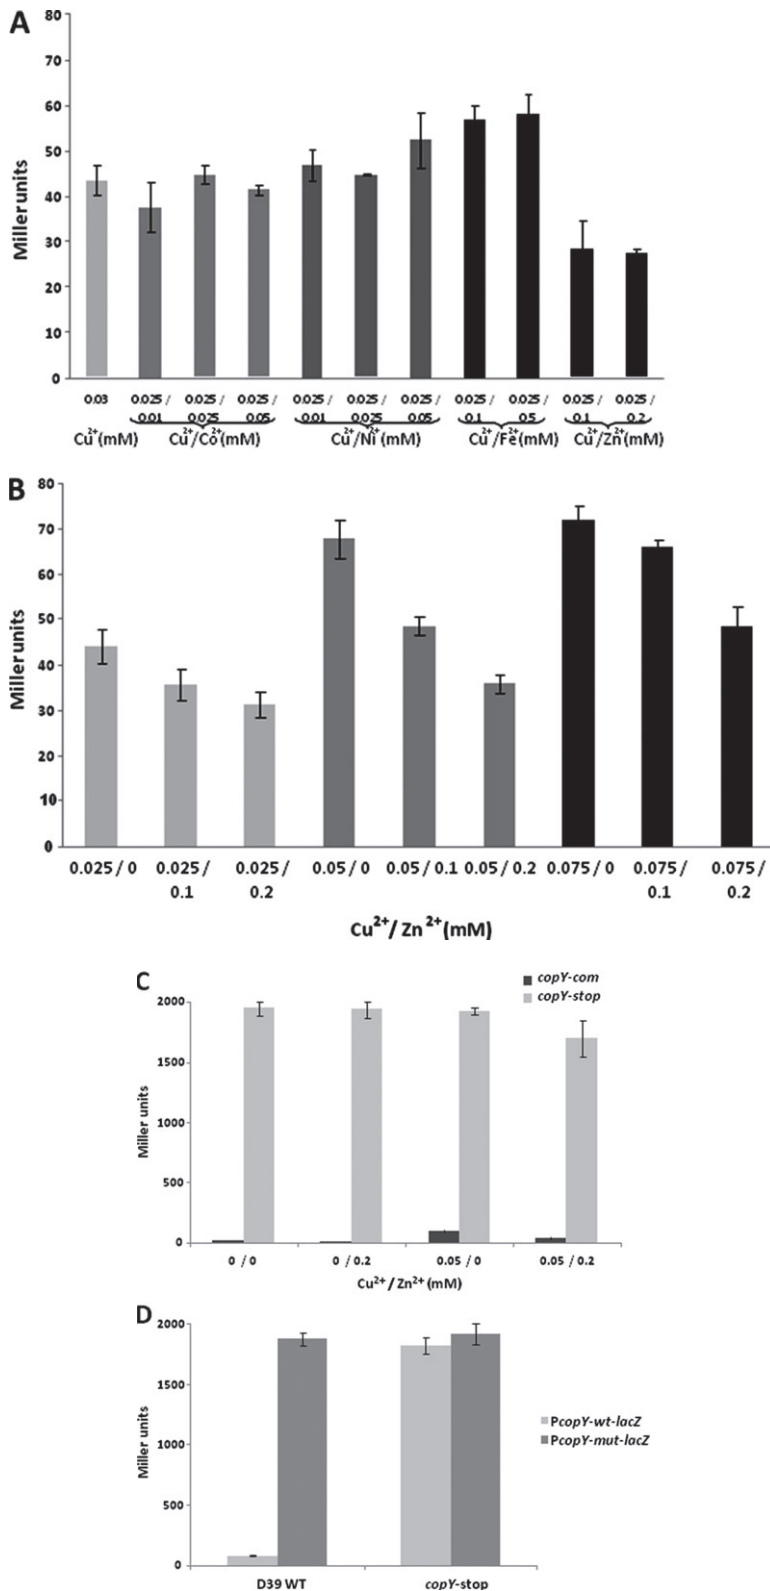 A
80
70
60
50
40
30
20
10
0
Miller units
0.03 0.025 / 0.025 / 0.025 / 0.025 / 0.025 / 0.025 / 0.025 / 0.025 / 0.025 / 0.025 /
0.01 0.025 0.05 0.01 0.025 0.05 0.1 0.5 0.1 0.2
Cu2+(mM) Cu2+/Co2+(mM) Cu2+/Ni2+(mM) Cu2+/Fe2+(mM) Cu2+/Zn2+(mM)
B
80
70
60
50
40
30
20
10
0
Miller units
0.025 / 0 0.025 / 0.025 / 0.05 / 0 0.05 / 0.1 0.05 / 0.2 0.075 / 0 0.075 / 0.075 /
0.1 0.2 0.1 0.2
Cu2+/ Zn2+(mM)
C
copY-com
copY-stop
2000
1500
1000
500
0
Miller units
0 / 0 0 / 0.2 0.05 / 0 0.05 / 0.2
Cu2+/ Zn2+ (mM)
D
2000
1500
1000
500
0
Miller units
PcopY-wt-lacZ
PcopY-mut-lacZ
D39 WT copY-stop